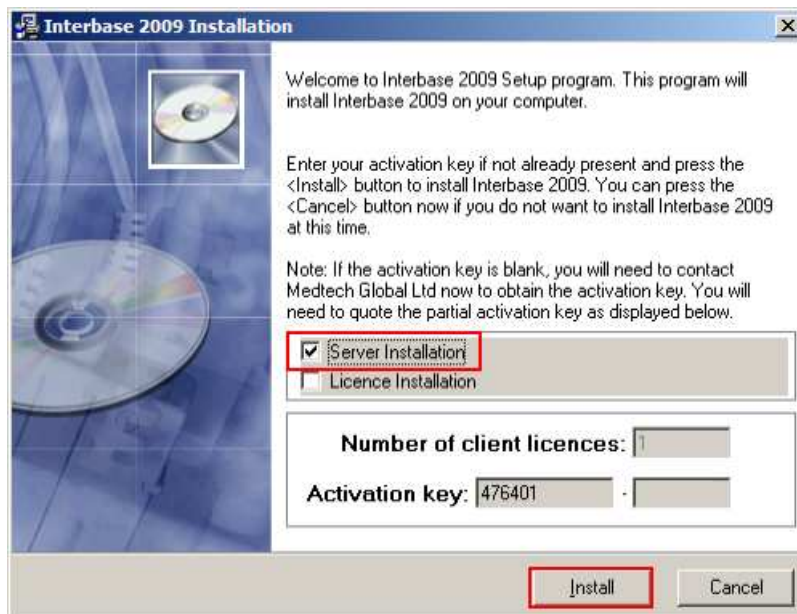 Interbase 2009 Installation
Welcome to Interbase 2009 Setup program. This program will
install Interbase 2009 on your computer.
Enter your activation key if not already present and press the
<Install> button to install Interbase 2009. You can press the
<Cancel> button now if you do not want to install Interbase 2009
at this time.
Note: If the activation key is blank, you will need to contact
Medtech Global Ltd now to obtain the activation key. You will
need to quote the partial activation key as displayed below.
Server Installation
Licence Installation
Number of client licences: 1
Activation key: 476401 -
Install Cancel